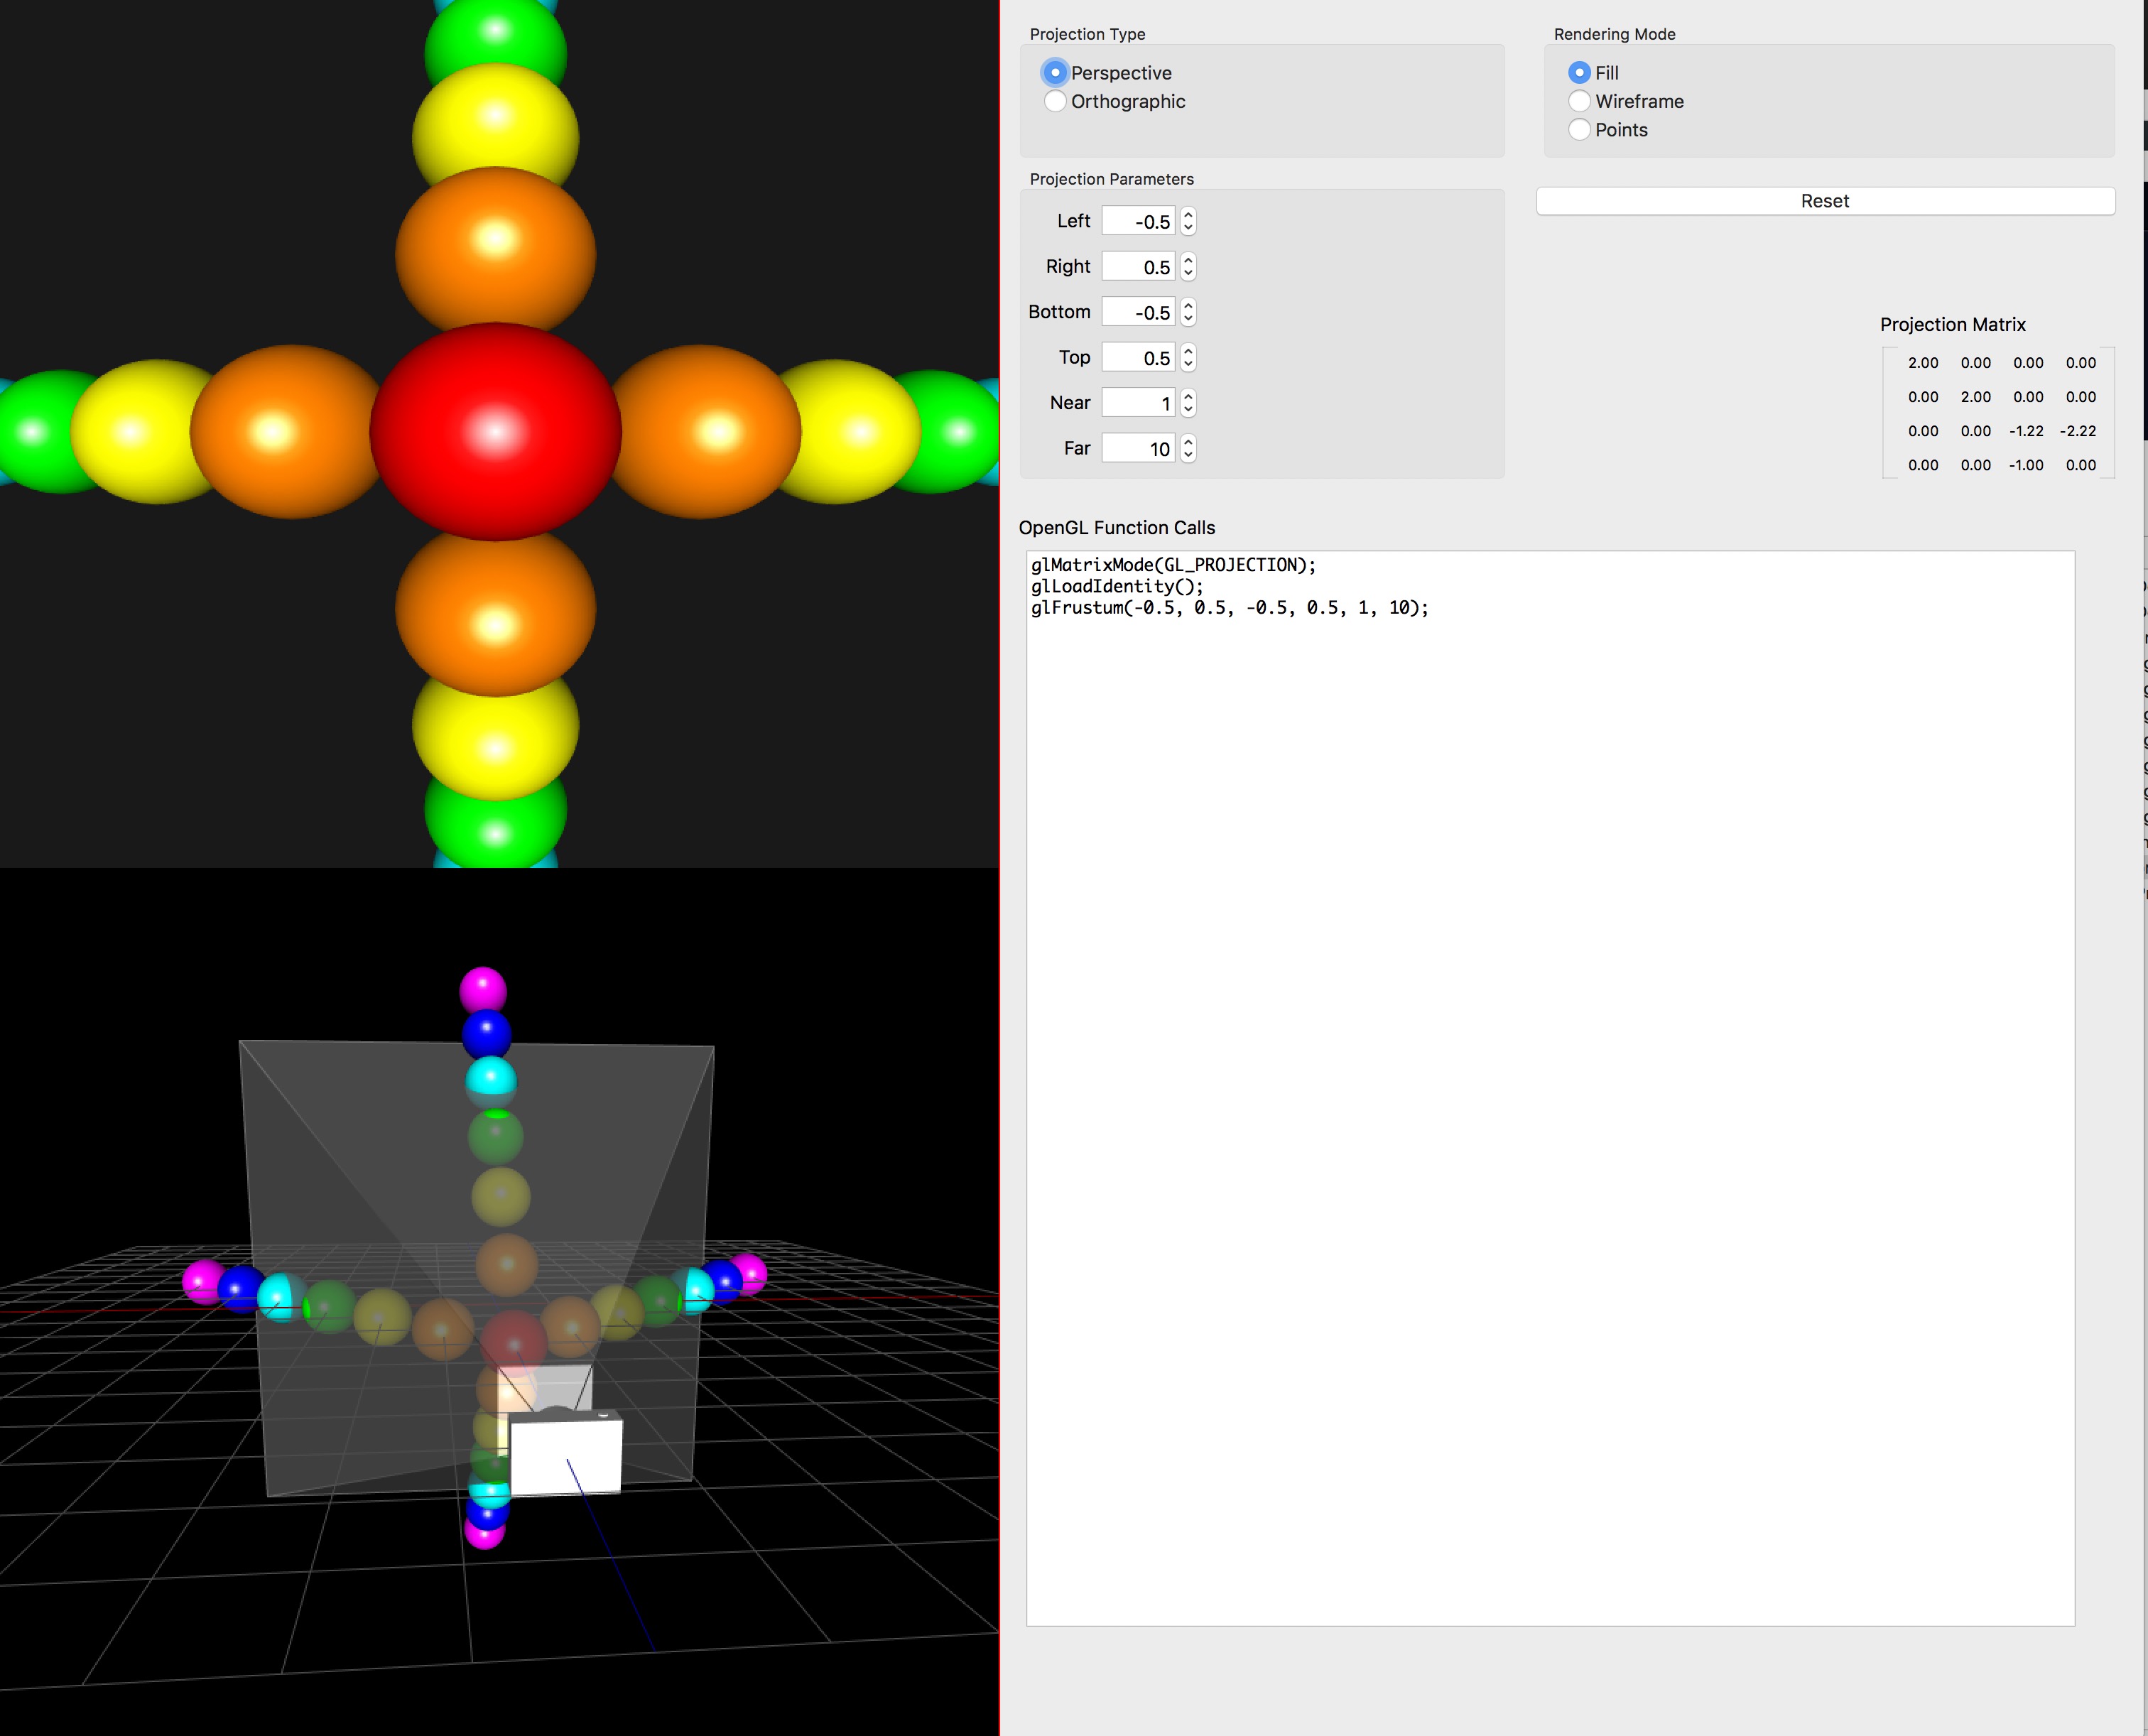 Projection Type
Perspective
Orthographic
Rendering Mode
Fill
Wireframe
Points
Projection Parameters
Left -0.5
Right 0.5
Bottom -0.5
Top 0.5
Near 1
Far 10
Reset
Projection Matrix
2.00 0.00 0.00 0.00
0.00 2.00 0.00 0.00
0.00 0.00 -1.22 -2.22
0.00 0.00 -1.00 0.00
OpenGL Function Calls
glMatrixMode(GL_PROJECTION);
glLoadIdentity();
glFrustum(-0.5, 0.5, -0.5, 0.5, 1, 10);